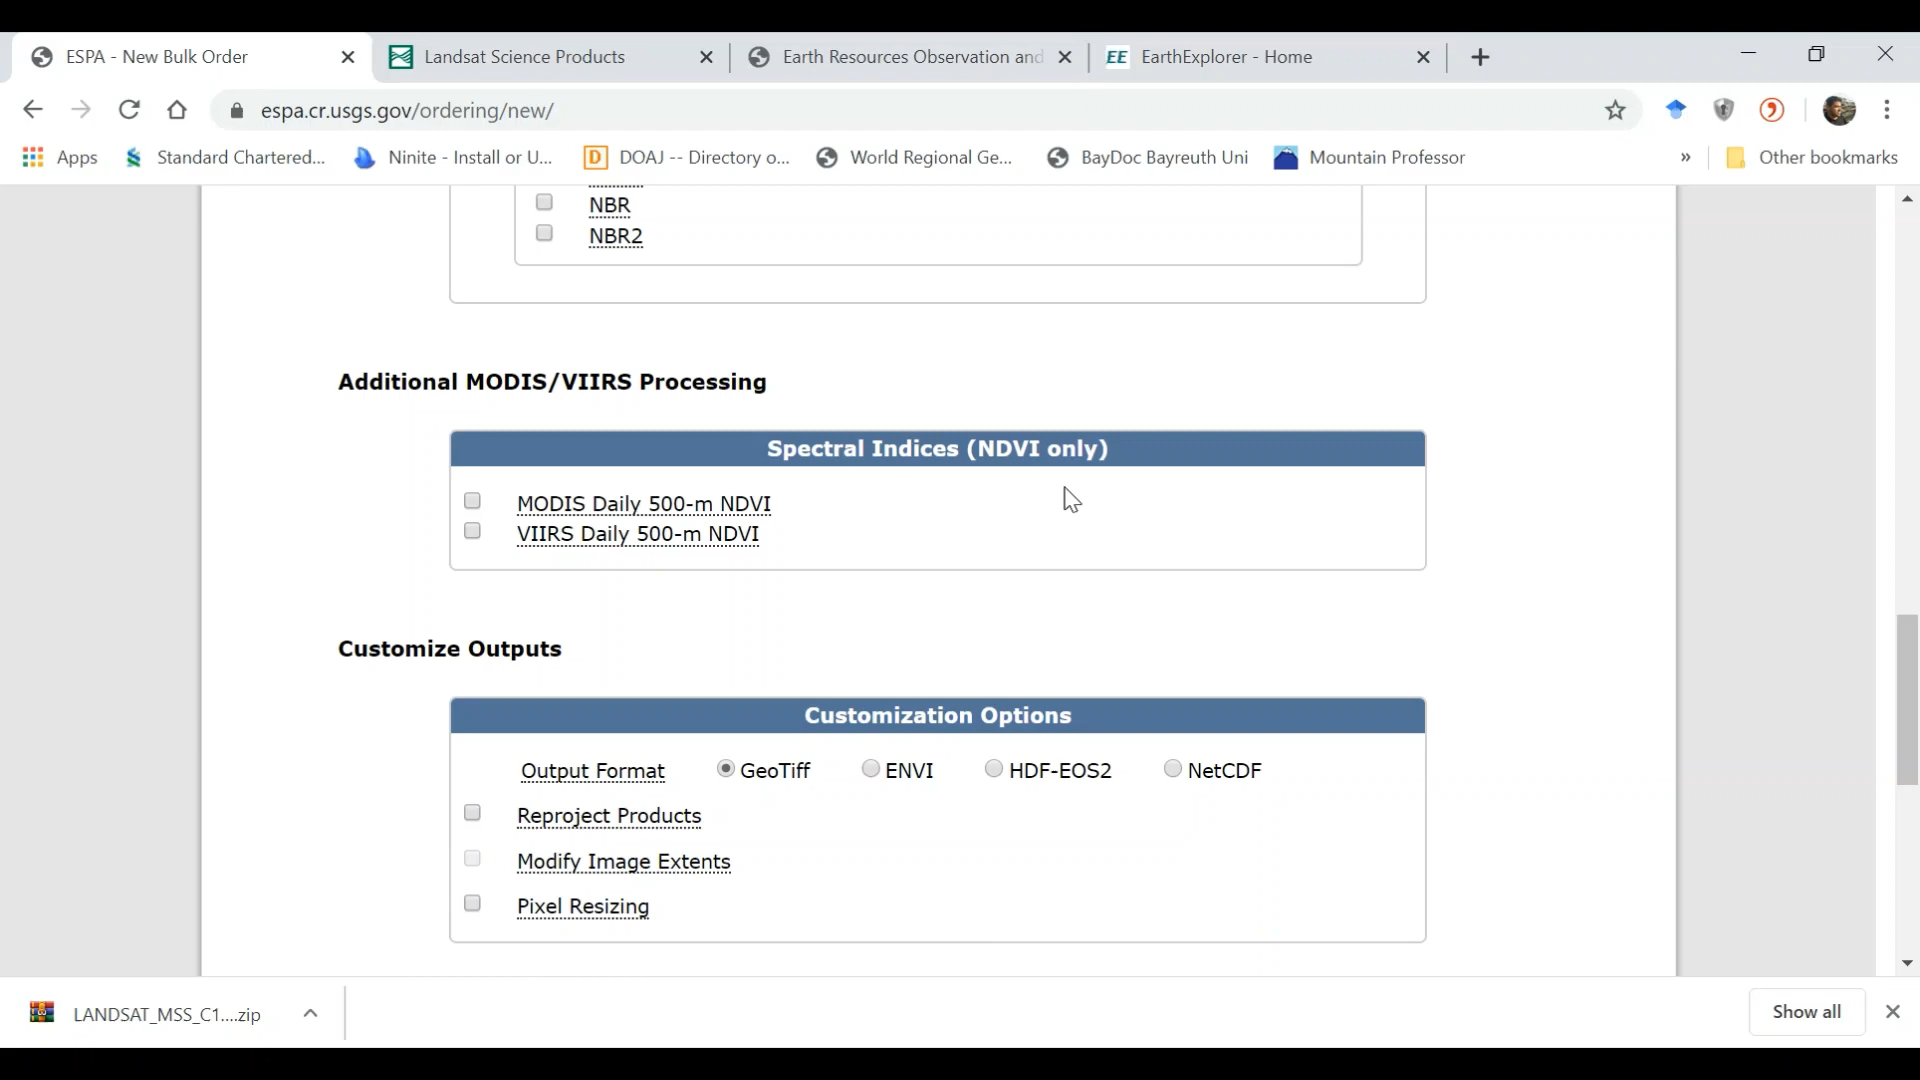 ESPA - New Bulk Order
Landsat Science Products
Earth Resources Observation and
EE EarthExplorer - Home
espa.cr.usgs.gov/ordering/new/
Apps
Standard Chartered...
Ninite - Install or U...
D DOAJ -- Directory o...
World Regional Ge...
BayDoc Bayreuth Uni
Mountain Professor
»
Other bookmarks
NBR
NBR2
Additional MODIS/VIIRS Processing
Spectral Indices (NDVI only)
MODIS Daily 500-m NDVI
VIIRS Daily 500-m NDVI
Customize Outputs
Customization Options
Output Format GeoTiff ENVI HDF-EOS2 NetCDF
Reproject Products
Modify Image Extents
Pixel Resizing
LANDSAT_MSS_C1....zip
Show all